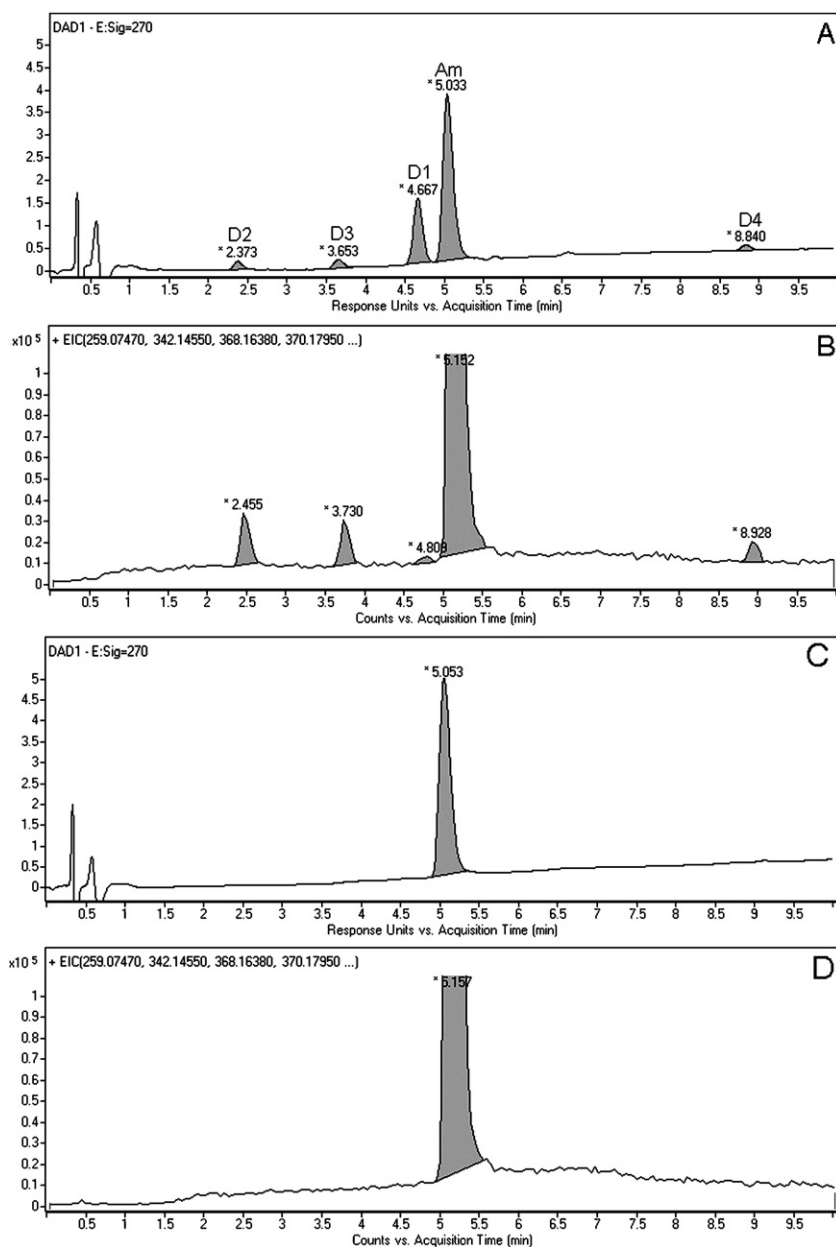 DAD1 - E:Sig=270
A
Am
* 5.033
D1
* 4.667
D2
* 2.373
D3
* 3.653
D4
* 8.840
5
4.5
4
3.5
3
2.5
2
1.5
1
0.5
0
0.5 1 1.5 2 2.5 3 3.5 4 4.5 5 5.5 6 6.5 7 7.5 8 8.5 9 9.5
Response Units vs. Acquisition Time (min)
x10 5
+ EIC(259.07470, 342.14550, 368.16380, 370.17950 ...)
B
* 5.152
* 2.455
* 3.730
* 4.809
* 8.928
1
0.9
0.8
0.7
0.6
0.5
0.4
0.3
0.2
0.1
0
0.5 1 1.5 2 2.5 3 3.5 4 4.5 5 5.5 6 6.5 7 7.5 8 8.5 9 9.5
Counts vs. Acquisition Time (min)
DAD1 - E:Sig=270
C
* 5.053
5
4.5
4
3.5
3
2.5
2
1.5
1
0.5
0
0.5 1 1.5 2 2.5 3 3.5 4 4.5 5 5.5 6 6.5 7 7.5 8 8.5 9 9.5
Response Units vs. Acquisition Time (min)
x10 5
+ EIC(259.07470, 342.14550, 368.16380, 370.17950 ...)
D
* 5.157
1
0.9
0.8
0.7
0.6
0.5
0.4
0.3
0.2
0.1
0
0.5 1 1.5 2 2.5 3 3.5 4 4.5 5 5.5 6 6.5 7 7.5 8 8.5 9 9.5
Counts vs. Acquisition Time (min)